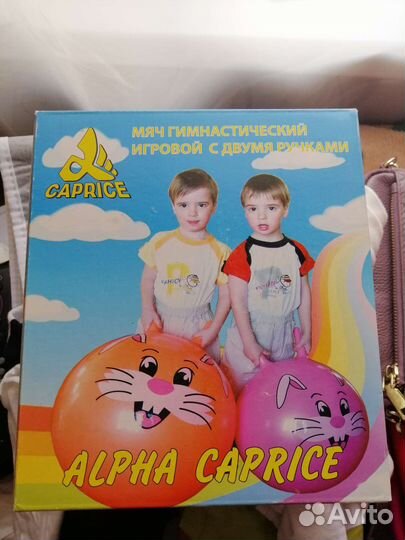 МЯЧ ГИМНАСТИЧЕСКИЙ
ИГРОВОЙ С ДВУМЯ РУЧКАМИ
CAPRICE
ALPHA CAPRICE
Avito